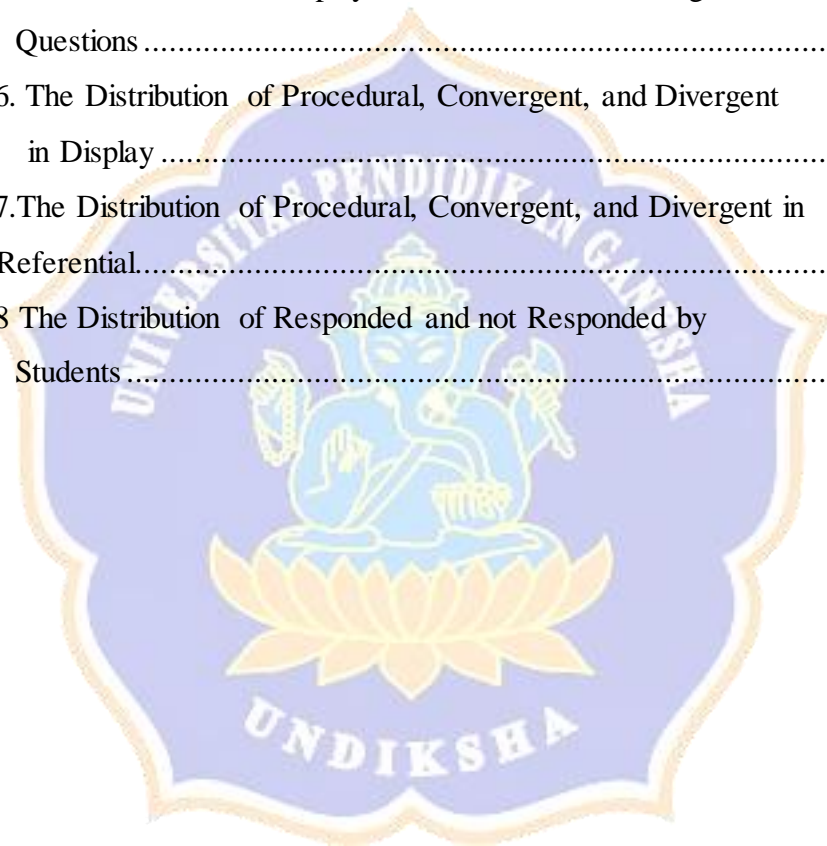 Questions ............................................................................
6. The Distribution of Procedural, Convergent, and Divergent
in Display ..........................................................................
7.The Distribution of Procedural, Convergent, and Divergent in
Referential...........................................................................
8 The Distribution of Responded and not Responded by
Students ..............................................................................
UNIVERSITAS PENDIDIKAN GANESHA
UNDIKSHA